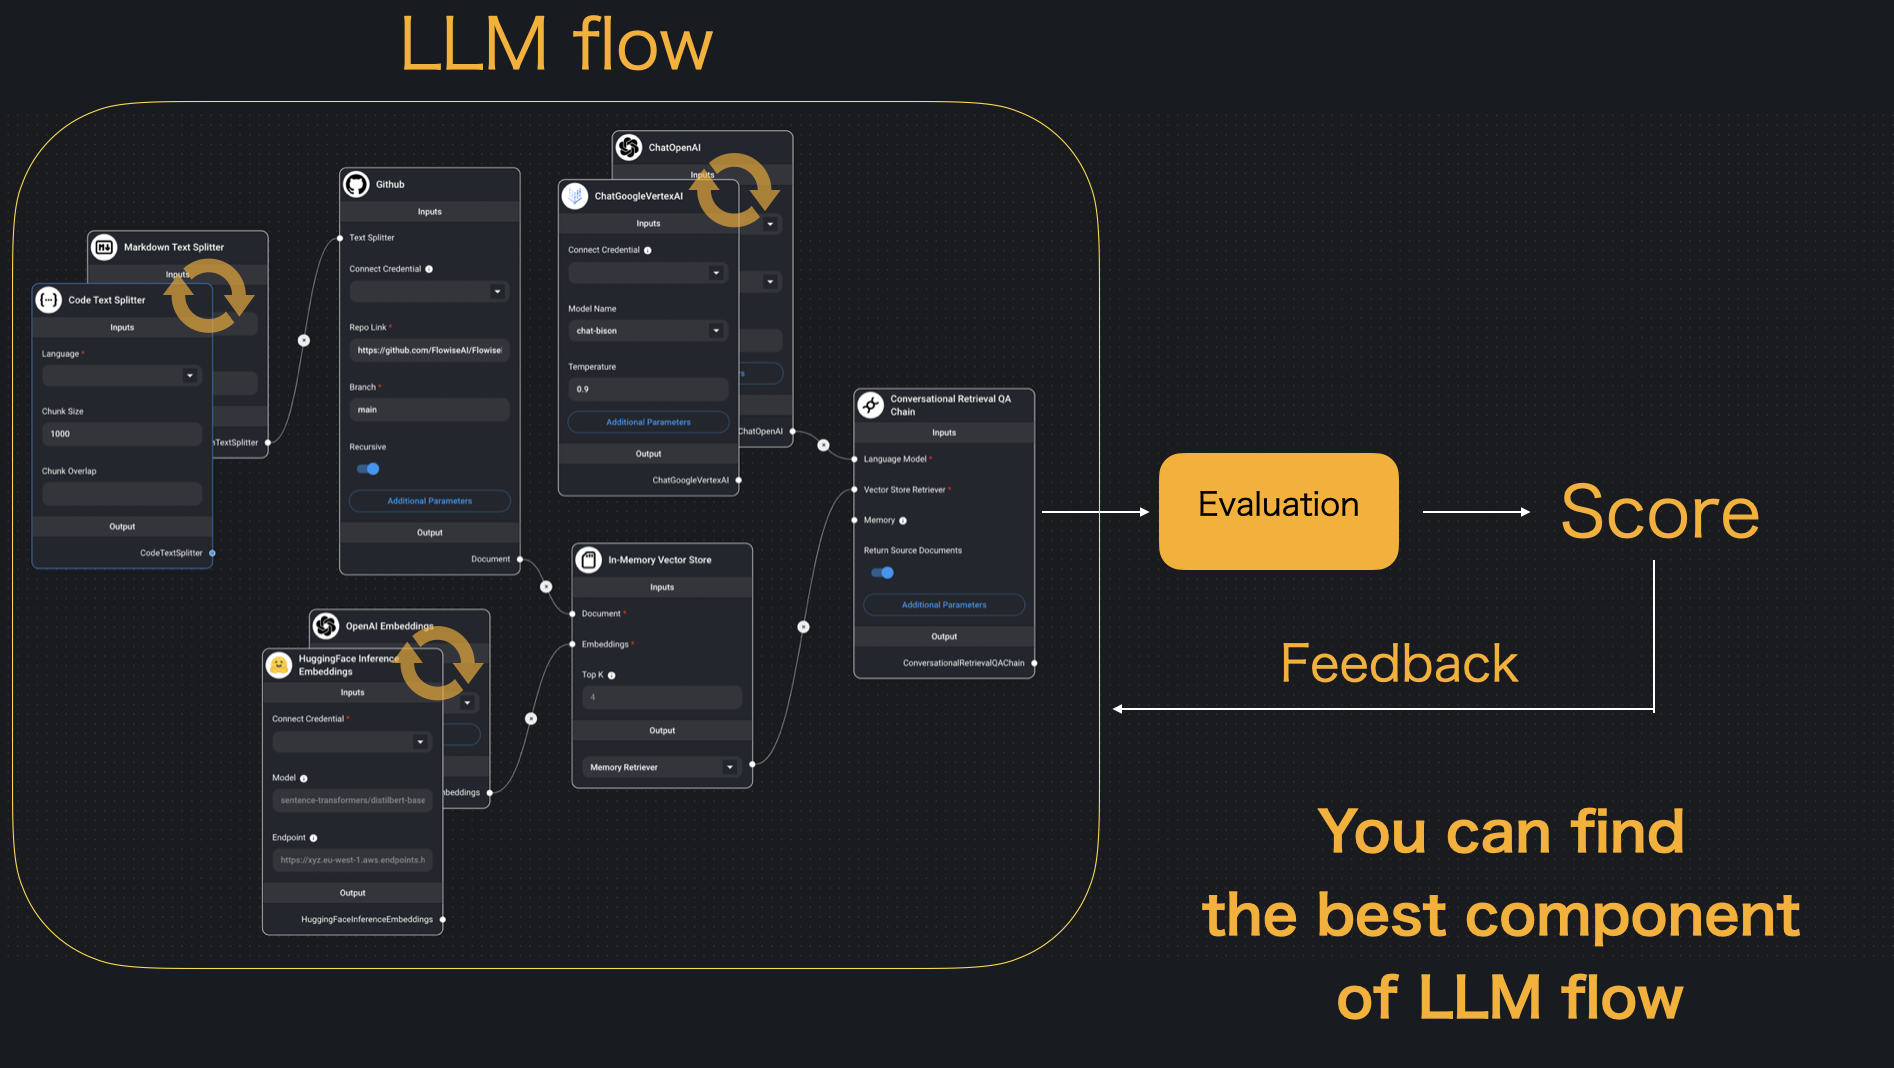 LLM flow
ChatOpenAI
Inputs
ChatOpenAI
ChatGoogleVertexAI
Inputs
Connect Credential
Model Name
chat-bison
Temperature
0.9
Additional Parameters
Output
ChatGoogleVertexAI
Github
Inputs
Text Splitter
Connect Credential
Repo Link *
https://github.com/FlowiseAI/Flowise
Branch *
main
Recursive
Additional Parameters
Output
Document
Markdown Text Splitter
Inputs
TextSplitter
Code Text Splitter
Inputs
Language *
Chunk Size
1000
Chunk Overlap
Output
CodeTextSplitter
OpenAI Embeddings
beddings
HuggingFace Inference
Embeddings
Inputs
Connect Credential *
Model
sentence-transformers/distilbert-base
Endpoint
https://xyz.eu-west-1.aws.endpoints.h
Output
HuggingFaceInferenceEmbeddings
In-Memory Vector Store
Inputs
Document *
Embeddings *
Top K
4
Output
Memory Retriever
Conversational Retrieval QA
Chain
Inputs
Language Model *
Vector Store Retriever *
Memory
Return Source Documents
Additional Parameters
Output
ConversationalRetrievalQAChain
Evaluation
Score
Feedback
You can find
the best component
of LLM flow